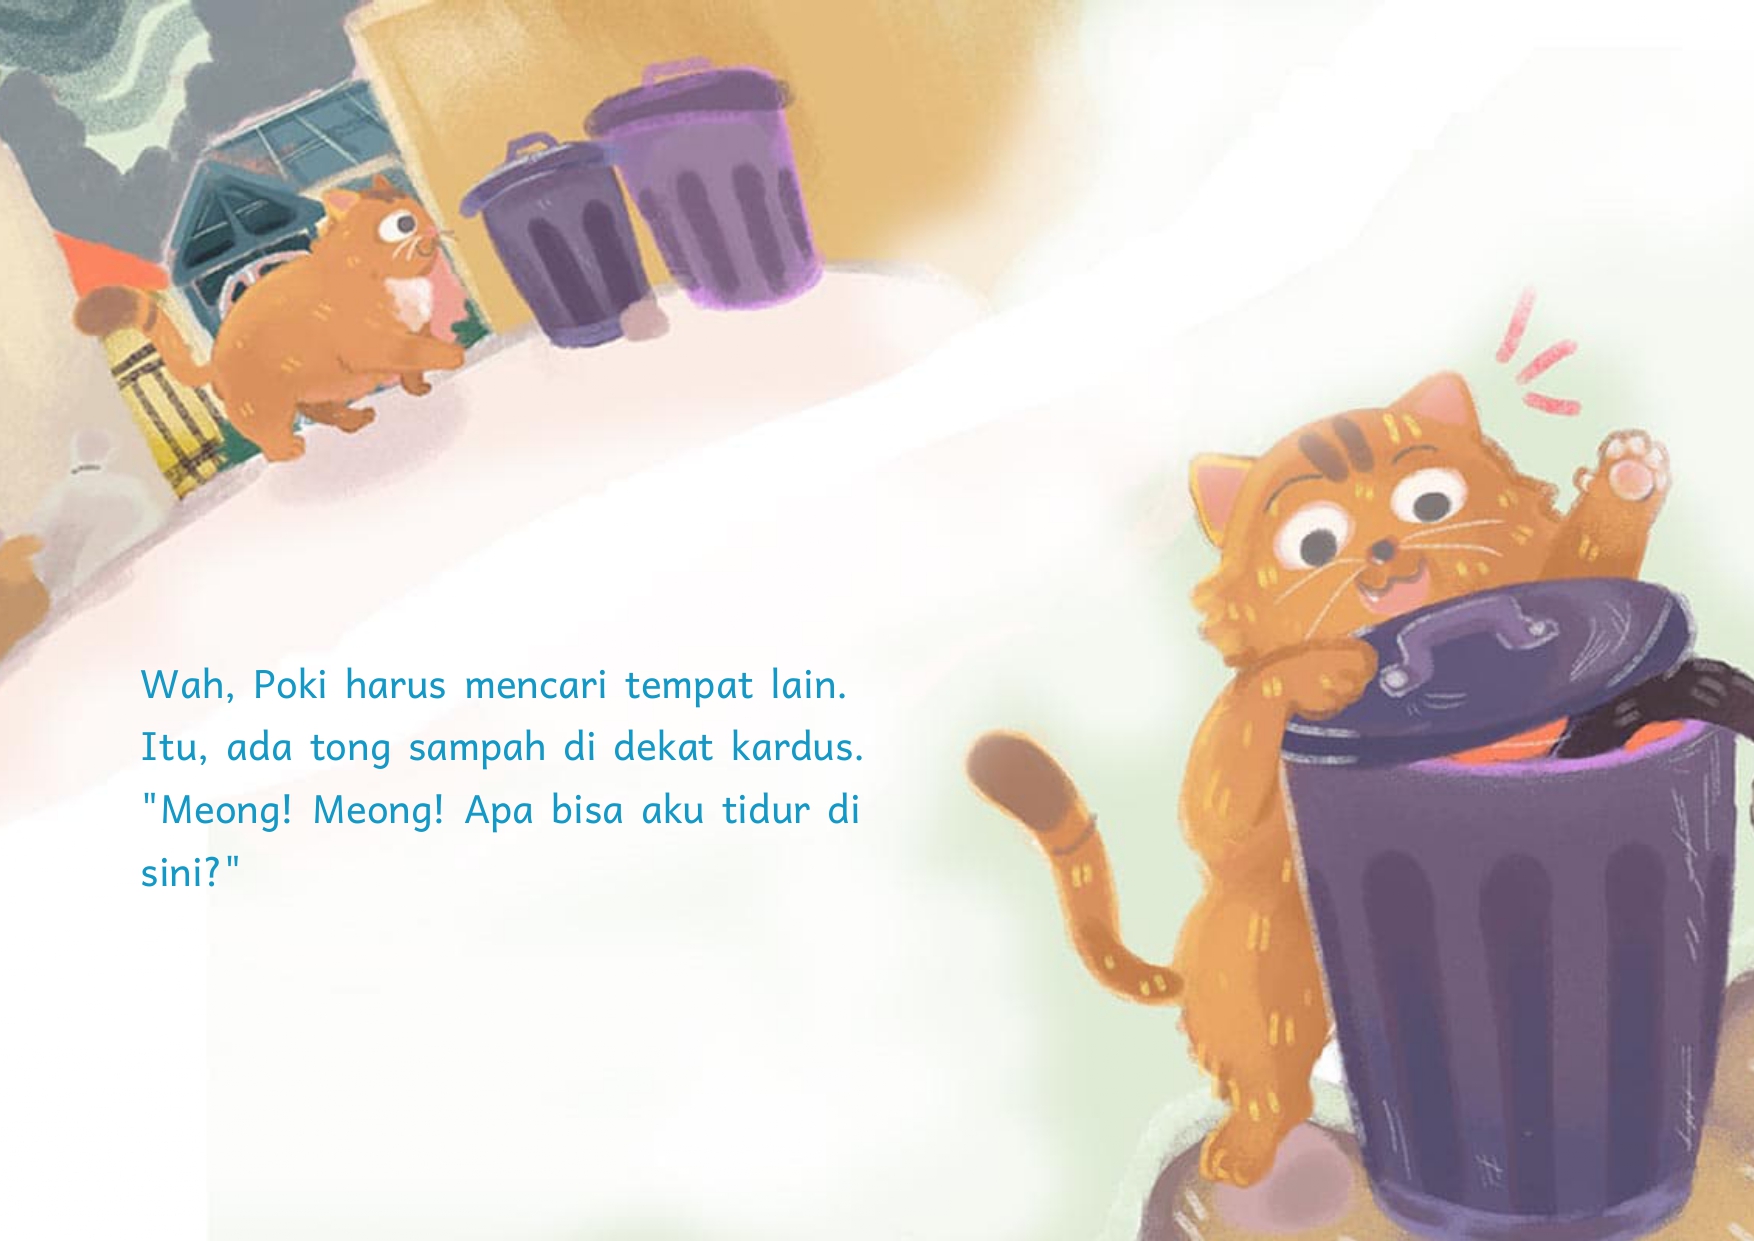 Wah, Poki harus mencari tempat lain.
Itu, ada tong sampah di dekat kardus.
"Meong! Meong! Apa bisa aku tidur di
sini?"